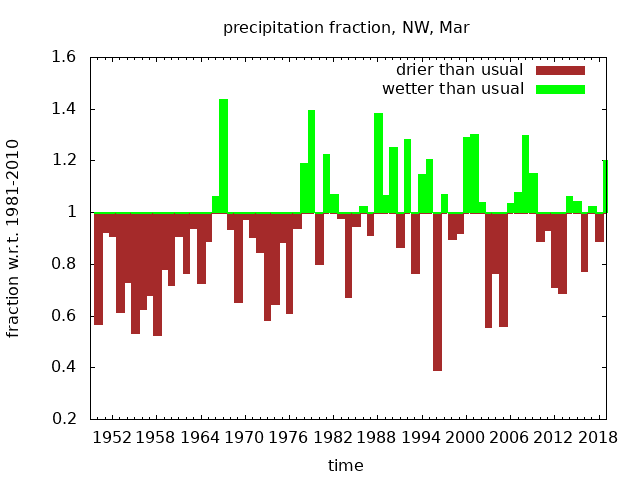 precipitation fraction, NW, Mar
drier than usual
wetter than usual
fraction w.r.t. 1981-2010
1.6
1.4
1.2
1
0.8
0.6
0.4
0.2
1952 1958 1964 1970 1976 1982 1988 1994 2000 2006 2012 2018
time